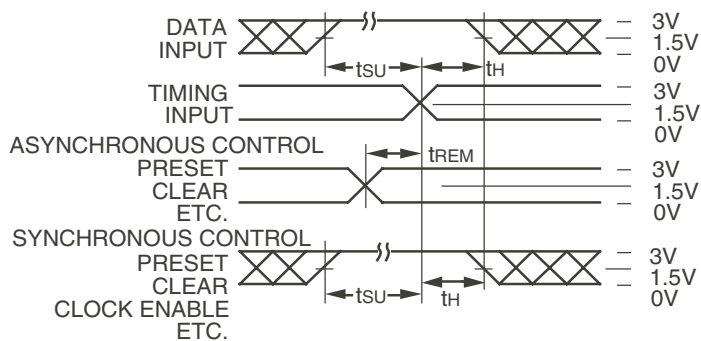 DATA
INPUT
3V
1.5V
0V
tSU
tH
TIMING
INPUT
3V
1.5V
0V
ASYNCHRONOUS CONTROL
PRESET
CLEAR
ETC.
tREM
3V
1.5V
0V
SYNCHRONOUS CONTROL
PRESET
CLEAR
CLOCK ENABLE
ETC.
tSU
tH
3V
1.5V
0V